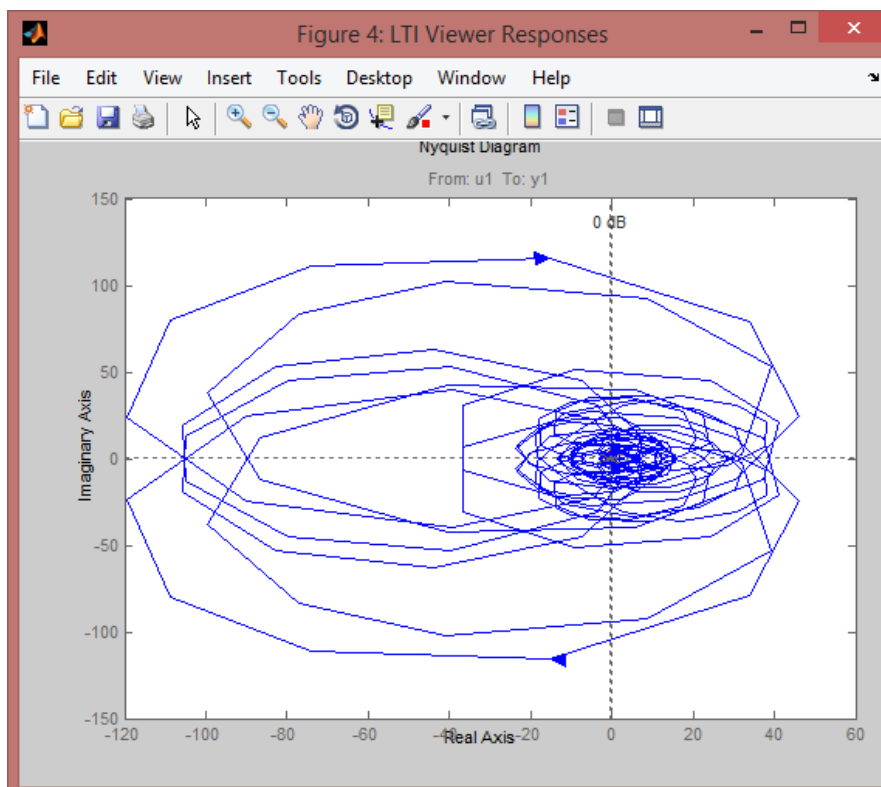 Figure 4: LTI Viewer Responses
File Edit View Insert Tools Desktop Window Help
Nyquist Diagram
From: u1 To: y1
0 dB
150
100
50
0
-50
-100
-150
Imaginary Axis
-120 -100 -80 -60 -40 -20 0 20 40 60
Real Axis